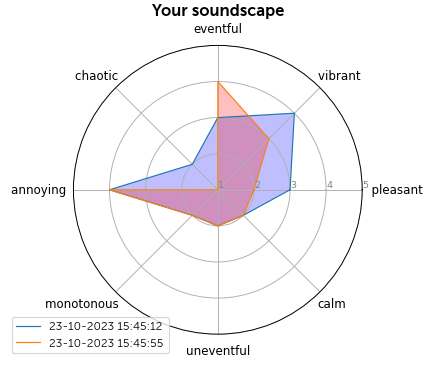 Your soundscape
eventful
chaotic
vibrant
annoying
1 2 3 4 5
pleasant
monotonous
calm
23-10-2023 15:45:12
23-10-2023 15:45:55
uneventful